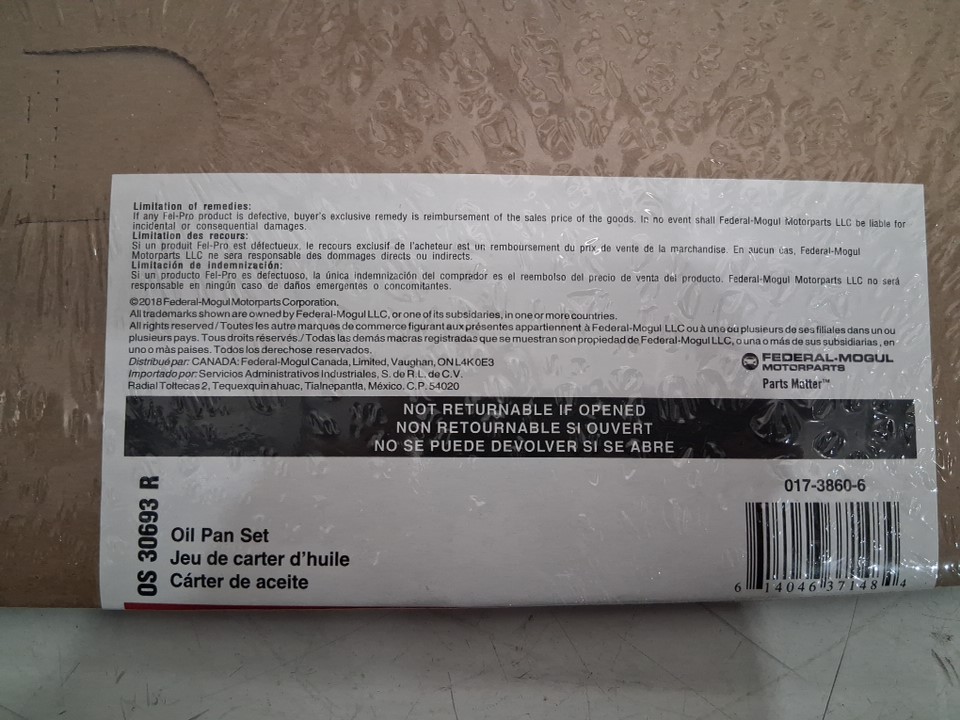 Limitation of remedies:
If any Fel-Pro product is defective, buyer's exclusive remedy is reimbursement of the sales price of the goods. In no event shall Federal-Mogul Motorparts LLC be liable for
incidental or consequential damages.
Limitation des recours:
Si un produit Fel-Pro est défectueux, le recours exclusif de l'acheteur est un remboursement du prix de vente de la marchandise. En aucun cas, Federal-Mogul
Motorparts LLC ne sera responsable des dommages directs ou indirects.
Limitación de indemnización:
Si un producto Fel-Pro es defectuoso, la única indemnización del comprador es el reembolso del precio de venta del producto. Federal-Mogul Motorparts LLC no será
responsable en ningún caso de daños emergentes o concomitantes.
©2018 Federal-Mogul Motorparts Corporation.
All trademarks shown are owned by Federal-Mogul LLC, or one of its subsidaries, in one or more countries.
All rights reserved / Toutes les autre marques de commerce figurant aux présentes appartiennent à Federal-Mogul LLC ou à une ou plusieurs de ses filiales dans un ou
plusieurs pays. Tous droits réservés./ Todas las demás macras registradas que se muestran son propiedad de Federal-Mogul LLC, o una o más de sus subsidiarias, en
uno o más paises. Todos los derechose reservados.
Distribué par: CANADA: Federal-Mogul Canada, Limited, Vaughan, ON L4K0E3
Importado por: Servicios Administrativos Industriales, S. de R.L. de C.V.
Radial Toltecas 2, Tequexquin ahuac, Tlalnepantla, México. C.P. 54020
FEDERAL-MOGUL
MOTORPARTS
Parts Matter™
NOT RETURNABLE IF OPENED
NON RETOURNABLE SI OUVERT
NO SE PUEDE DEVOLVER SI SE ABRE
OS 30693 R
Oil Pan Set
Jeu de carter d'huile
Cárter de aceite
017-3860-6
6 14046 37148 4